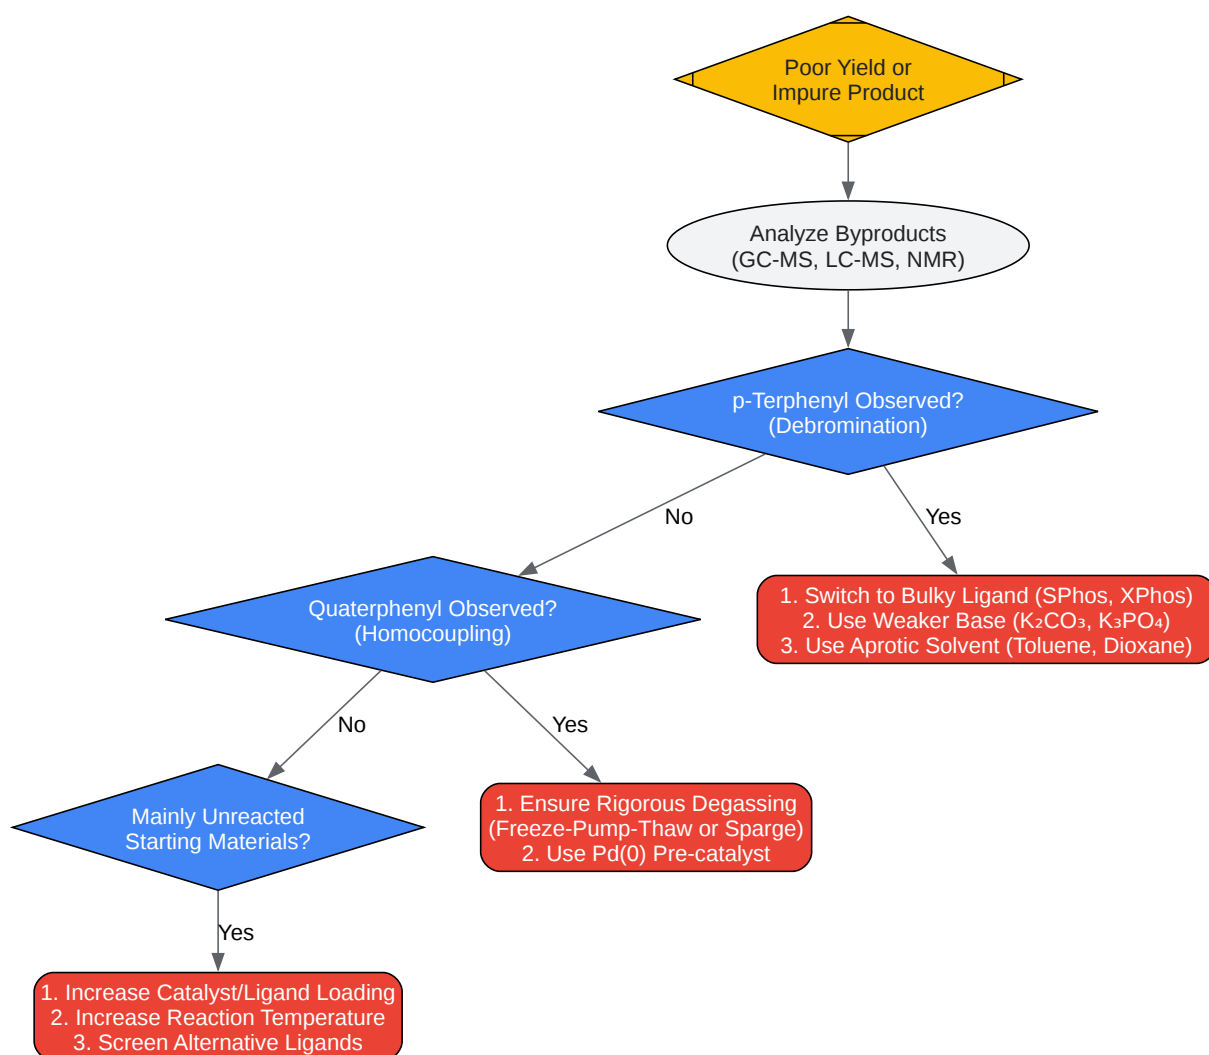 Poor Yield or
Impure Product
Analyze Byproducts
(GC-MS, LC-MS, NMR)
p-Terphenyl Observed?
(Debromination)
No
Yes
Quaterphenyl Observed?
(Homocoupling)
1. Switch to Bulky Ligand (SPhos, XPhos)
2. Use Weaker Base (K₂CO₃, K₃PO₄)
3. Use Aprotic Solvent (Toluene, Dioxane)
No
Yes
Mainly Unreacted
Starting Materials?
1. Ensure Rigorous Degassing
(Freeze-Pump-Thaw or Sparge)
2. Use Pd(0) Pre-catalyst
Yes
1. Increase Catalyst/Ligand Loading
2. Increase Reaction Temperature
3. Screen Alternative Ligands